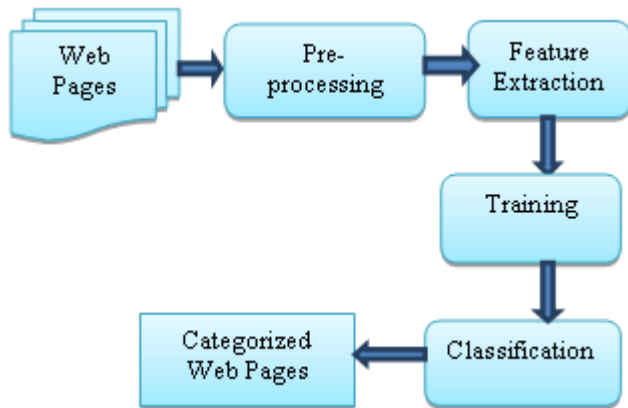 Web
Pages
Pre-
processing
Feature
Extraction
Training
Classification
Categorized
Web Pages